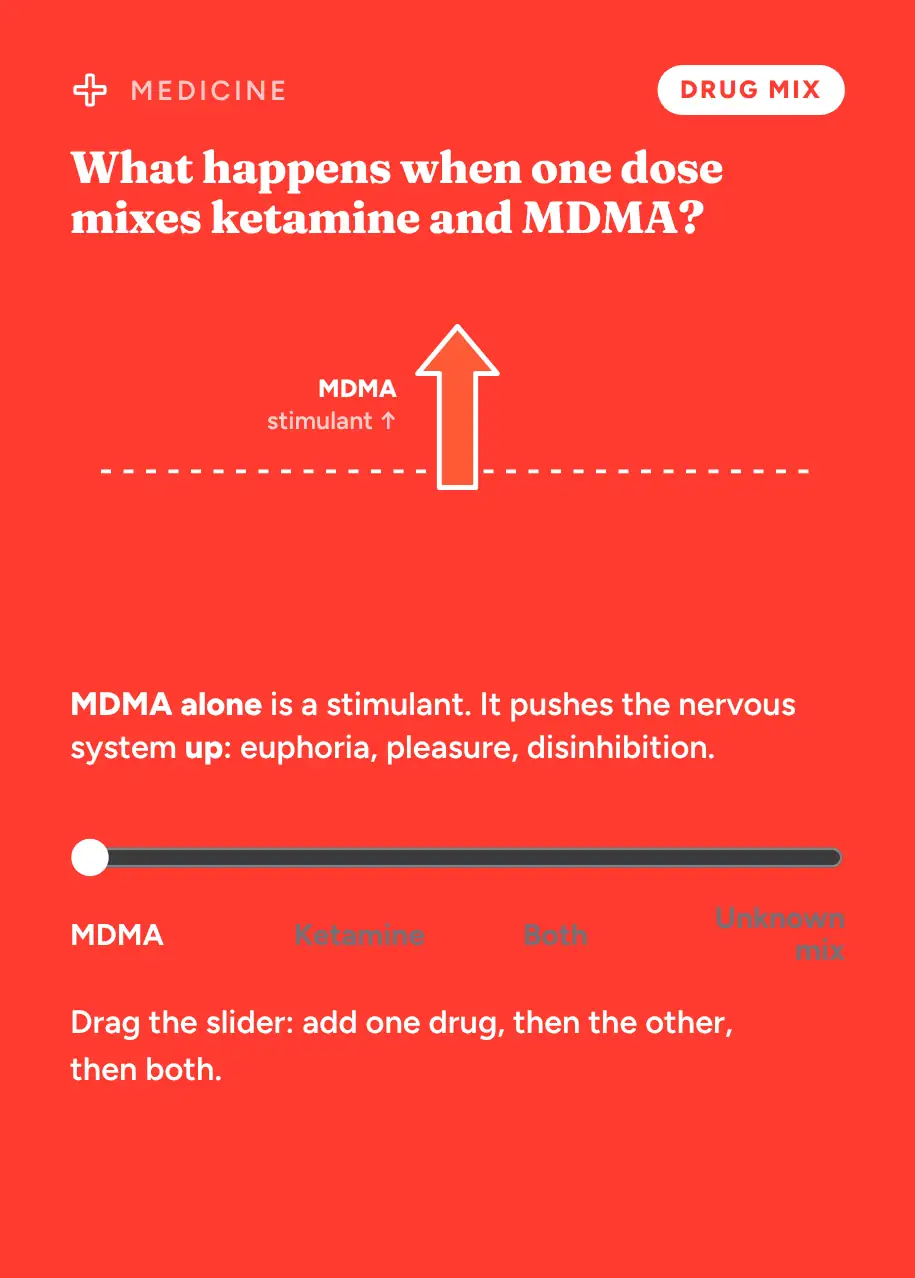 MEDICINE
DRUG MIX
What happens when one dose
mixes ketamine and MDMA?
MDMA
stimulant ↑
MDMA alone is a stimulant. It pushes the nervous
system up: euphoria, pleasure, disinhibition.
MDMA
Ketamine
Both
Unknown
mix
Drag the slider: add one drug, then the other,
then both.